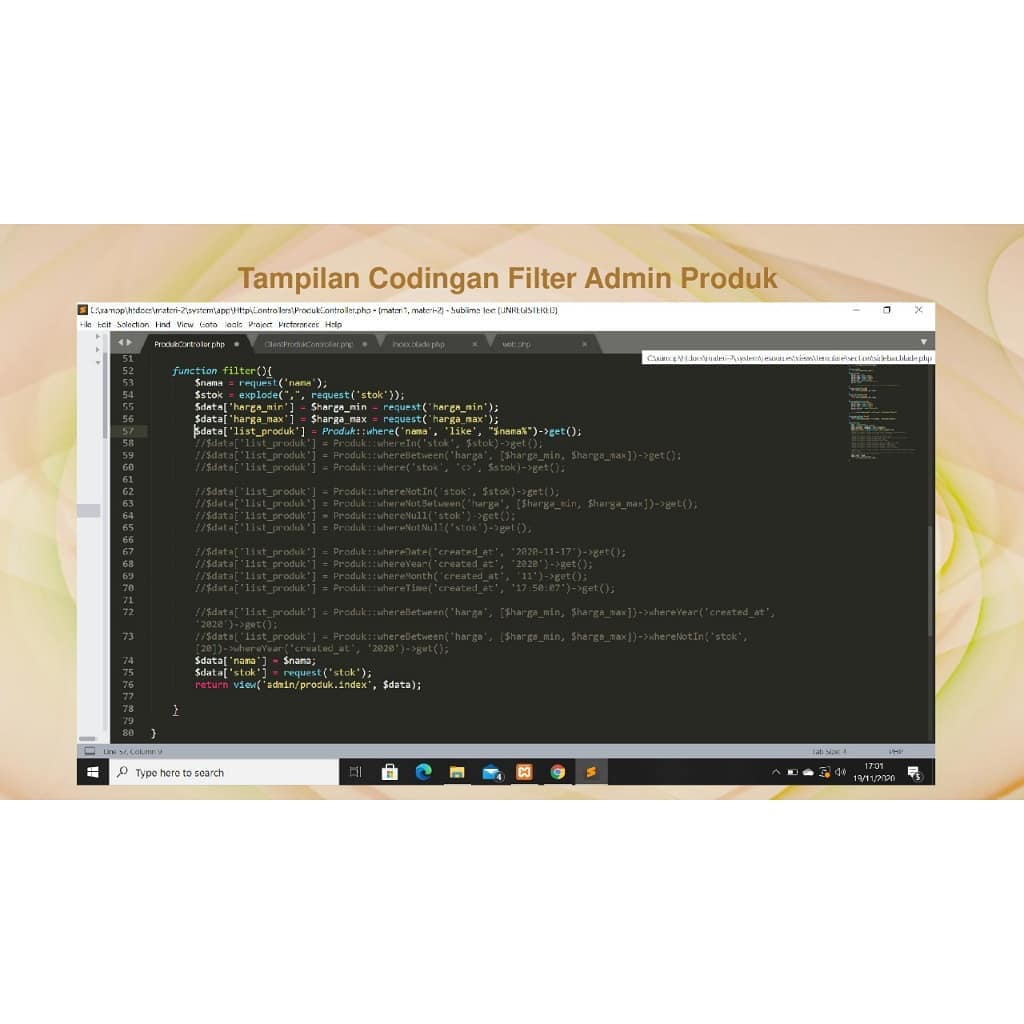 Tampilan Codingan Filter Admin Produk
C:\xampp\htdocs\materi-2\system\app\Http\Controllers\ProdukController.php • (materi1, materi-2) - Sublime Text (UNREGISTERED)
File Edit Selection Find View Goto Tools Project Preferences Help
ProdukController.php ClientProdukController.php index.blade.php web.php
C:\xampp\htdocs\materi-2\system\resources\views\template\section\sidebar.blade.php
51
52 function filter(){
53 $nama = request('nama');
54 $stok = explode(",", request('stok'));
55 $data['harga_min'] = $harga_min = request('harga_min');
56 $data['harga_max'] = $harga_max = request('harga_max');
57 $data['list_produk'] = Produk::where('nama', 'like', "$nama%")->get();
58 //$data['list_produk'] = Produk::whereIn('stok', $stok)->get();
59 //$data['list_produk'] = Produk::whereBetween('harga', [$harga_min, $harga_max])->get();
60 //$data['list_produk'] = Produk::where('stok', '<>', $stok)->get();
61
62 //$data['list_produk'] = Produk::whereNotIn('stok', $stok)->get();
63 //$data['list_produk'] = Produk::whereNotBetween('harga', [$harga_min, $harga_max])->get();
64 //$data['list_produk'] = Produk::whereNull('stok')->get();
65 //$data['list_produk'] = Produk::whereNotNull('stok')->get();
66
67 //$data['list_produk'] = Produk::whereDate('created_at', '2020-11-17')->get();
68 //$data['list_produk'] = Produk::whereYear('created_at', '2020')->get();
69 //$data['list_produk'] = Produk::whereMonth('created_at', '11')->get();
70 //$data['list_produk'] = Produk::whereTime('created_at', '17:50:07')->get();
71
72 //$data['list_produk'] = Produk::whereBetween('harga', [$harga_min, $harga_max])->whereYear('created_at',
'2020')->get();
73 //$data['list_produk'] = Produk::whereBetween('harga', [$harga_min, $harga_max])->whereNotIn('stok',
[20])->whereYear('created_at', '2020')->get();
74 $data['nama'] = $nama;
75 $data['stok'] = request('stok');
76 return view('admin/produk.index', $data);
77
78 }
79
80 }
Line 57, Column 9 Tab Size: 4 PHP
Type here to search
4
17:01
19/11/2020
5